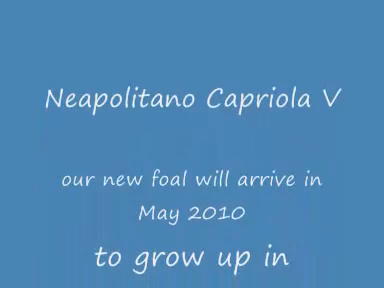 Neapolitano Capriola V
our new foal will arrive in
May 2010
to grow up in